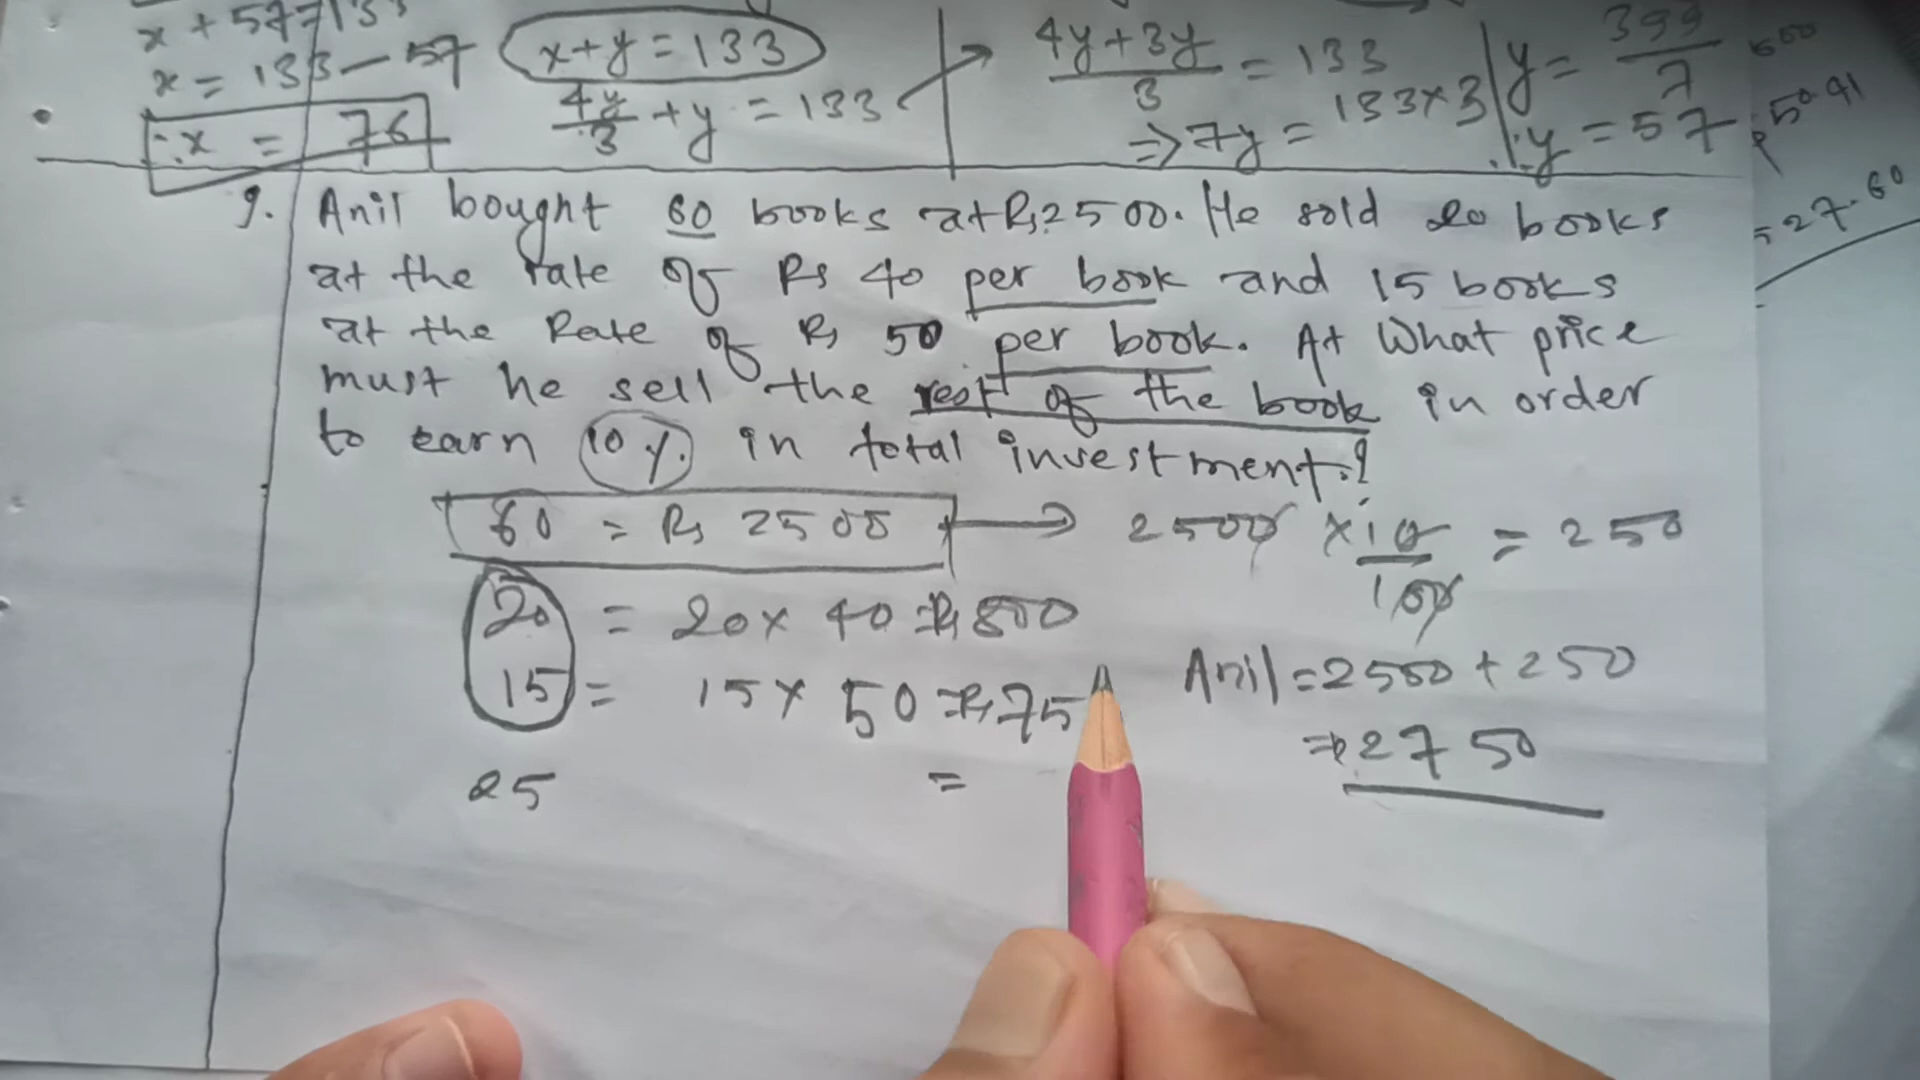 x + 57 = 133
x = 133 - 57
∴ x = 76
x + y = 133
4y/3 + y = 133
4y + 3y/3 = 133
⇒ 7y = 133 × 3
y = 399/7
∴ y = 57
50.91
= 27.60
9. Anil bought 60 books at Rs 2500. He sold 20 books
at the rate of Rs 40 per book and 15 books
at the Rate of Rs 50 per book. At What price
must he sell the rest of the book in order
to earn 10%. in total investment?
60 = Rs 2500 → 2500 × 10/100 = 250
20 = 20 × 40 = Rs 800
15 = 15 × 50 = Rs 75
Anil = 2500 + 250
⇒ 2750
25 =